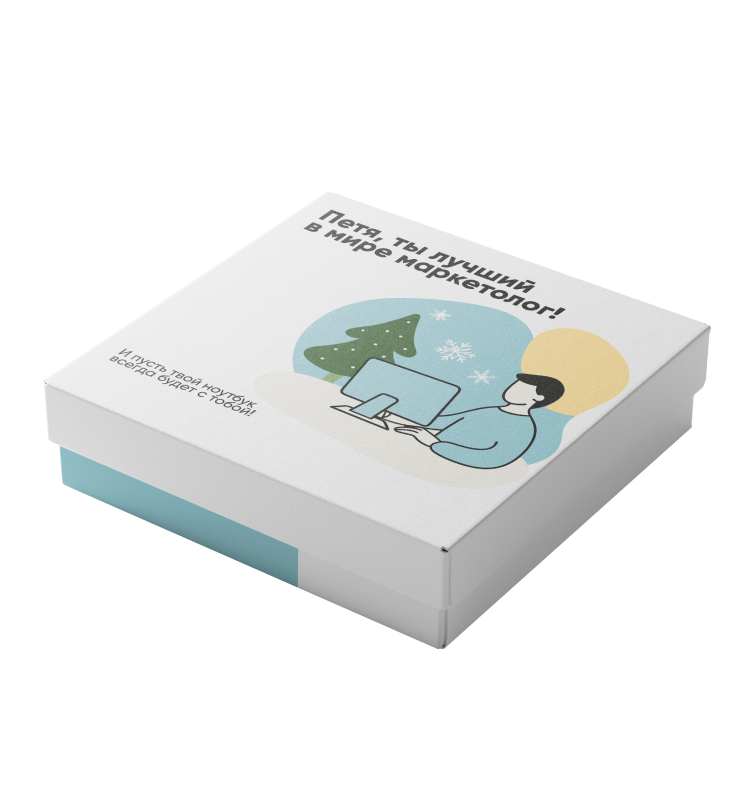 Петя, ты лучший
в мире маркетолог!
И пусть твой ноутбук
всегда будет с тобой!